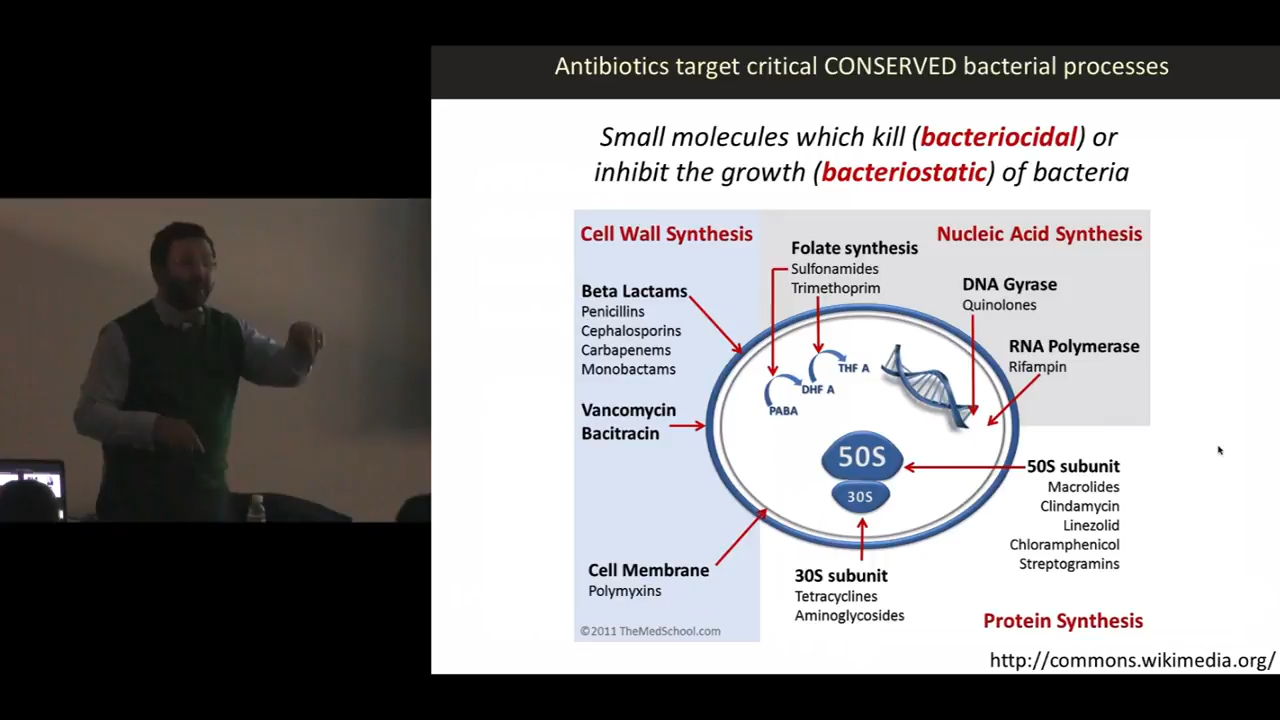 Antibiotics target critical CONSERVED bacterial processes
Small molecules which kill (bacteriocidal) or
inhibit the growth (bacteriostatic) of bacteria
Cell Wall Synthesis
Beta Lactams
Penicillins
Cephalosporins
Carbapenems
Monobactams
Vancomycin
Bacitracin
Cell Membrane
Polymyxins
©2011 TheMedSchool.com
Folate synthesis
Sulfonamides
Trimethoprim
Nucleic Acid Synthesis
DNA Gyrase
Quinolones
RNA Polymerase
Rifampin
THF A
DHF A
PABA
50S
30S
50S subunit
Macrolides
Clindamycin
Linezolid
Chloramphenicol
Streptogramins
30S subunit
Tetracyclines
Aminoglycosides
Protein Synthesis
http://commons.wikimedia.org/